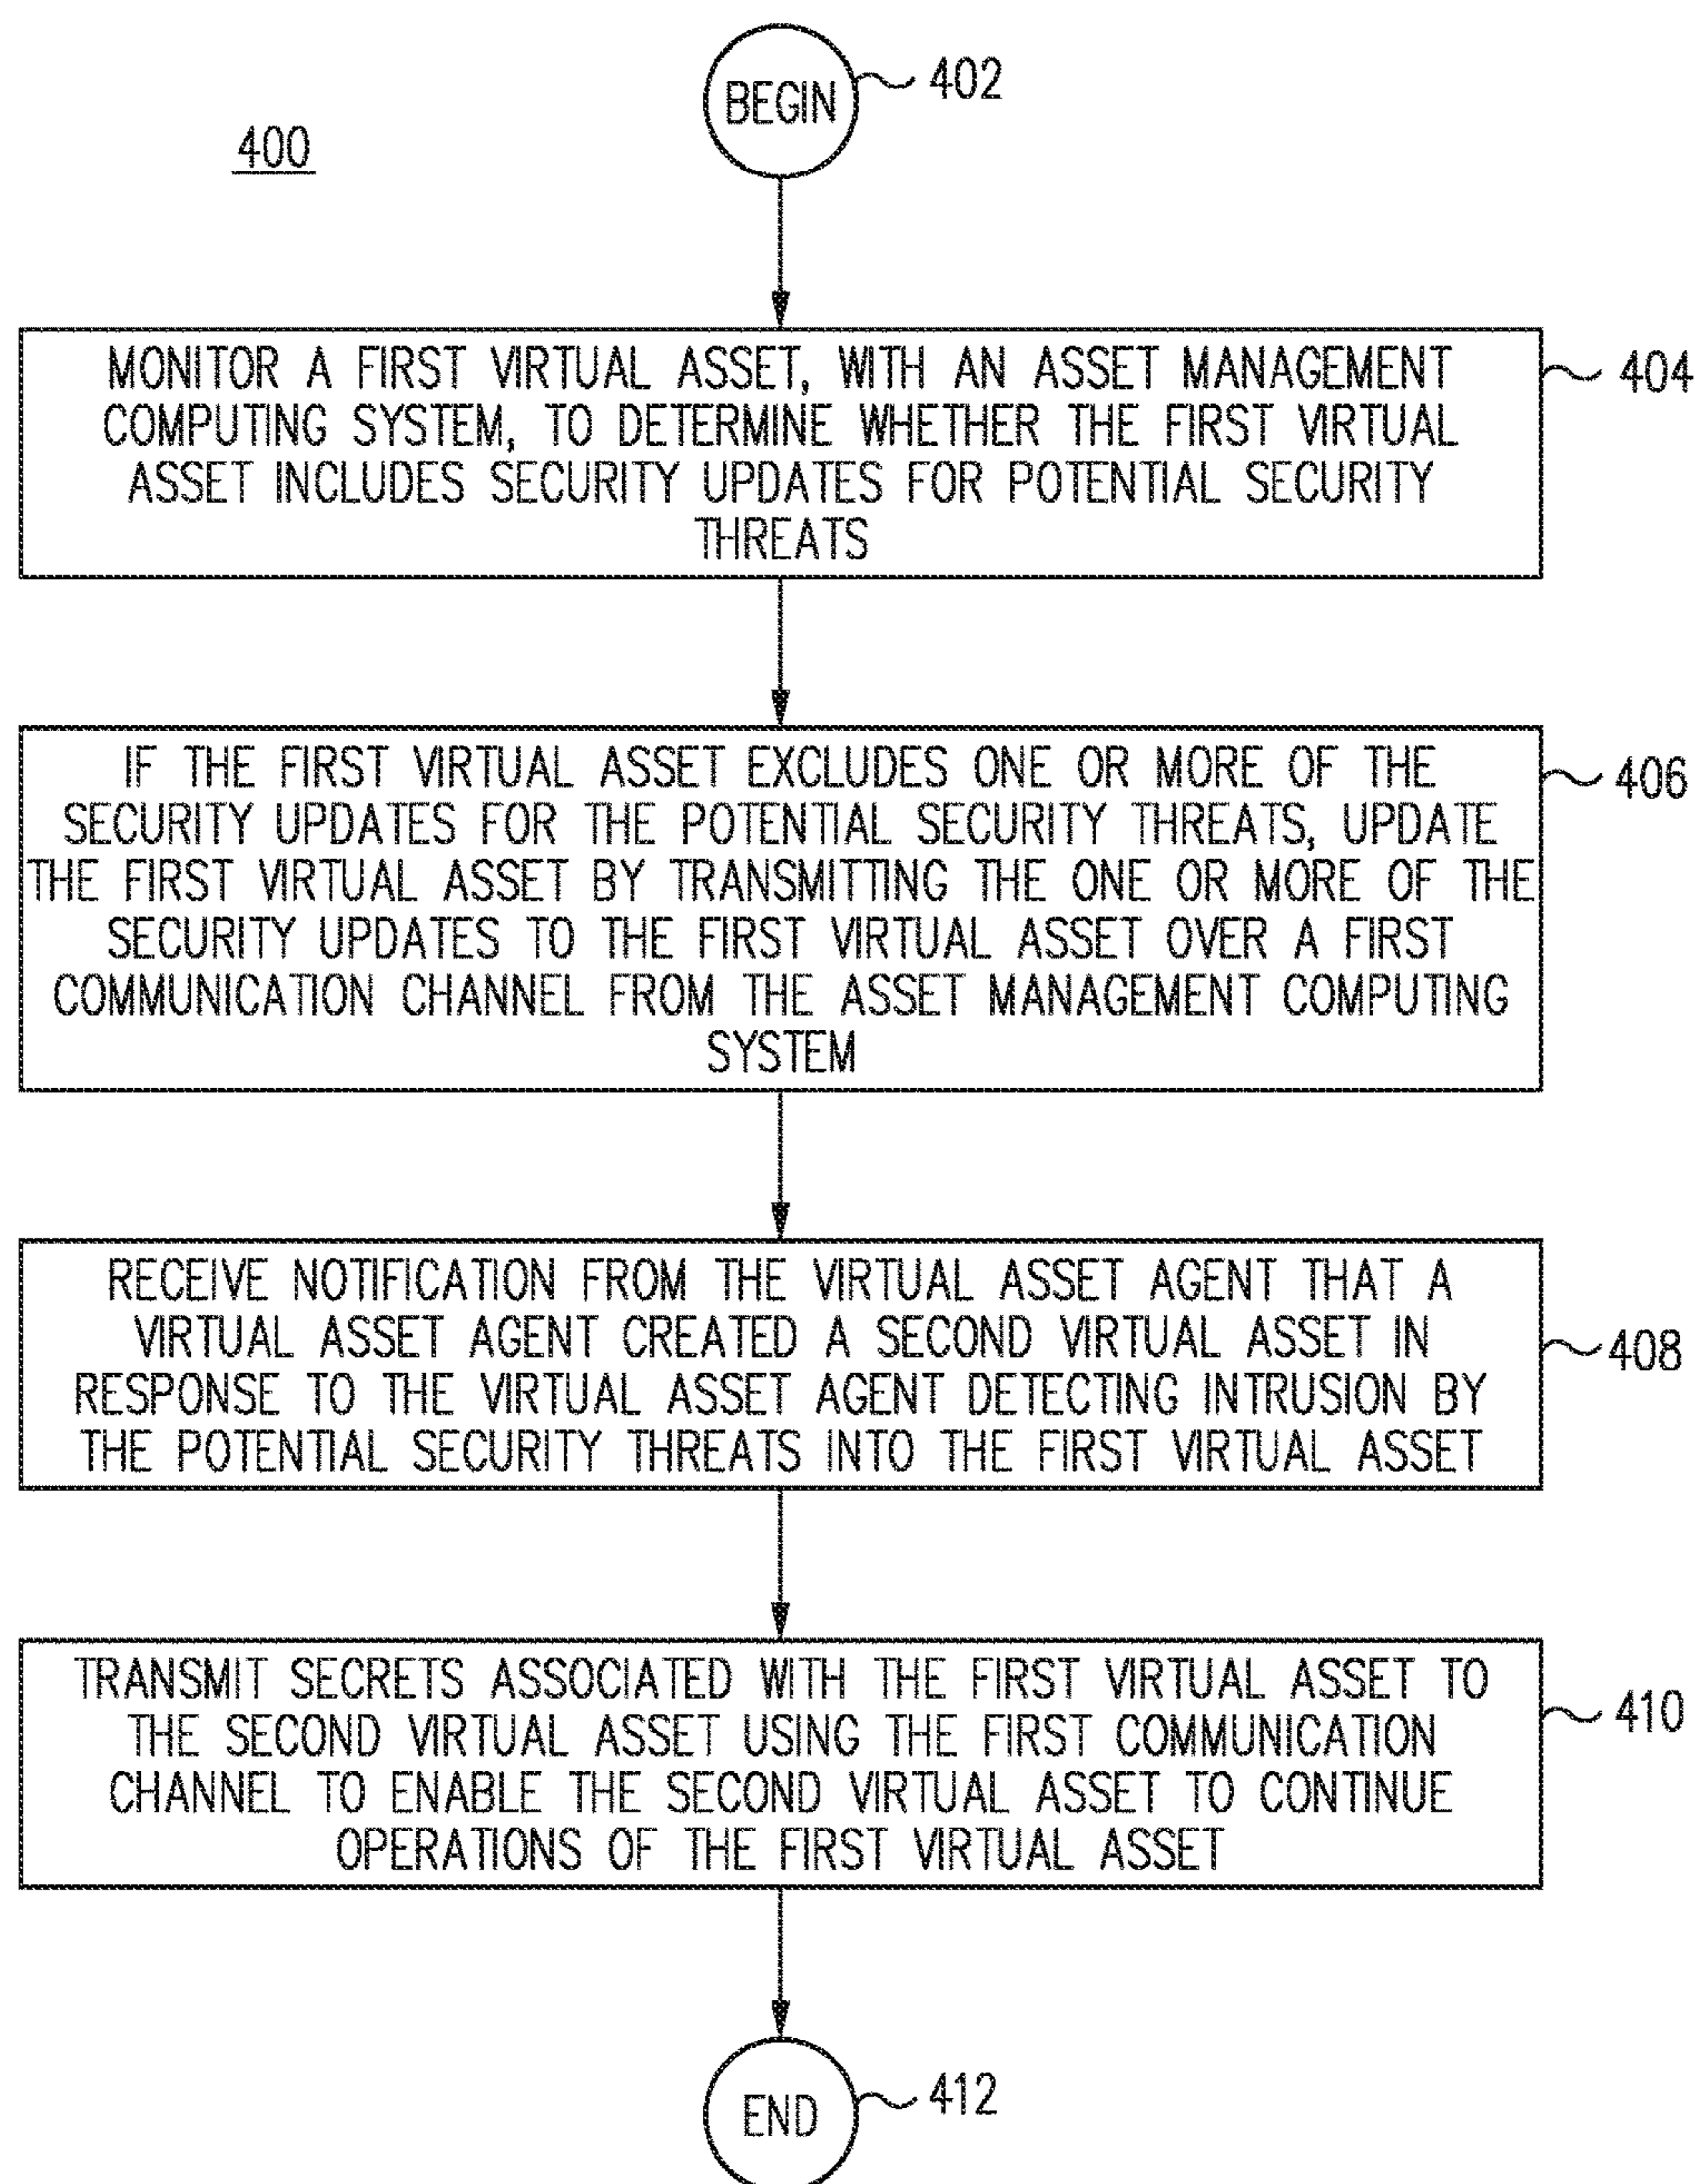 BEGIN
402
400
MONITOR A FIRST VIRTUAL ASSET, WITH AN ASSET MANAGEMENT
COMPUTING SYSTEM, TO DETERMINE WHETHER THE FIRST VIRTUAL
ASSET INCLUDES SECURITY UPDATES FOR POTENTIAL SECURITY
THREATS
404
IF THE FIRST VIRTUAL ASSET EXCLUDES ONE OR MORE OF THE
SECURITY UPDATES FOR THE POTENTIAL SECURITY THREATS, UPDATE
THE FIRST VIRTUAL ASSET BY TRANSMITTING THE ONE OR MORE OF THE
SECURITY UPDATES TO THE FIRST VIRTUAL ASSET OVER A FIRST
COMMUNICATION CHANNEL FROM THE ASSET MANAGEMENT COMPUTING
SYSTEM
406
RECEIVE NOTIFICATION FROM THE VIRTUAL ASSET AGENT THAT A
VIRTUAL ASSET AGENT CREATED A SECOND VIRTUAL ASSET IN
RESPONSE TO THE VIRTUAL ASSET AGENT DETECTING INTRUSION BY
THE POTENTIAL SECURITY THREATS INTO THE FIRST VIRTUAL ASSET
408
TRANSMIT SECRETS ASSOCIATED WITH THE FIRST VIRTUAL ASSET TO
THE SECOND VIRTUAL ASSET USING THE FIRST COMMUNICATION
CHANNEL TO ENABLE THE SECOND VIRTUAL ASSET TO CONTINUE
OPERATIONS OF THE FIRST VIRTUAL ASSET
410
END
412